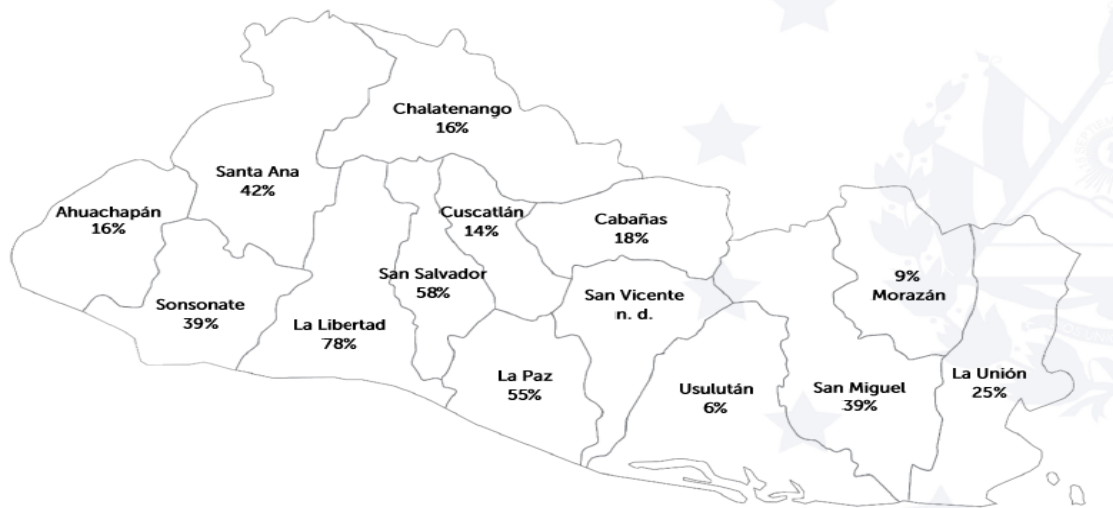 Chalatenango
16%
Santa Ana
42%
Ahuachapán
16%
Cuscatlán
14%
Cabañas
18%
San Salvador
58%
Sonsonate
39%
La Libertad
78%
San Vicente
n. d.
9%
Morazán
La Paz
55%
Usulután
6%
San Miguel
39%
La Unión
25%